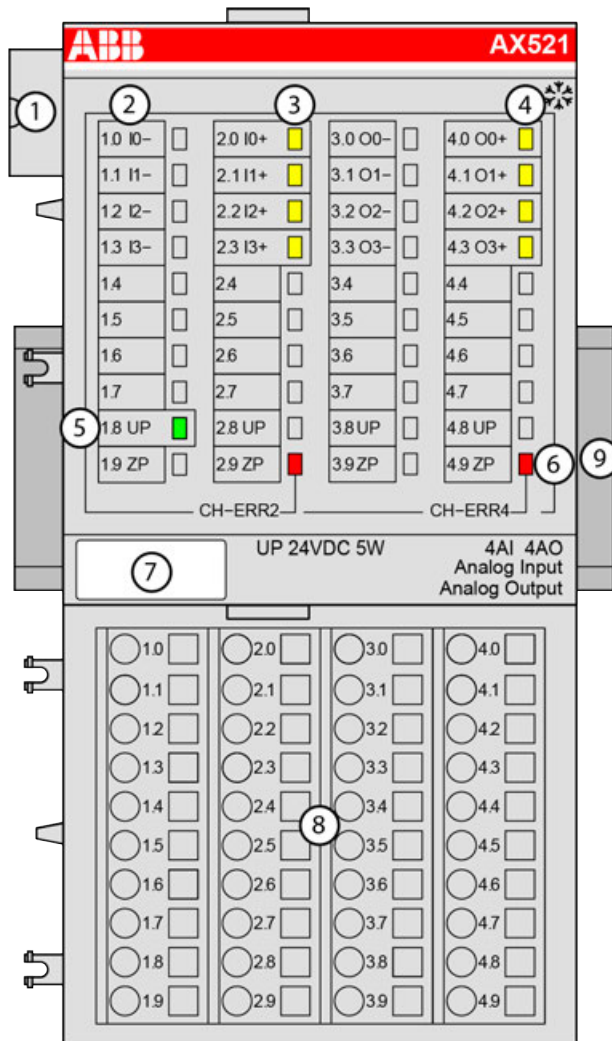 ABB AX521
1 2 3 4
1.0 I0- 2.0 I0+ 3.0 O0- 4.0 O0+
1.1 I1- 2.1 I1+ 3.1 O1- 4.1 O1+
1.2 I2- 2.2 I2+ 3.2 O2- 4.2 O2+
1.3 I3- 2.3 I3+ 3.3 O3- 4.3 O3+
1.4 2.4 3.4 4.4
1.5 2.5 3.5 4.5
1.6 2.6 3.6 4.6
1.7 2.7 3.7 4.7
5 1.8 UP 2.8 UP 3.8 UP 4.8 UP
1.9 ZP 2.9 ZP 3.9 ZP 4.9 ZP 6 9
CH-ERR2 CH-ERR4
7 UP 24VDC 5W 4AI 4AO
Analog Input
Analog Output
1.0 2.0 3.0 4.0
1.1 2.1 3.1 4.1
1.2 2.2 3.2 4.2
1.3 2.3 3.3 4.3
1.4 2.4 3.4 4.4
8
1.5 2.5 3.5 4.5
1.6 2.6 3.6 4.6
1.7 2.7 3.7 4.7
1.8 2.8 3.8 4.8
1.9 2.9 3.9 4.9